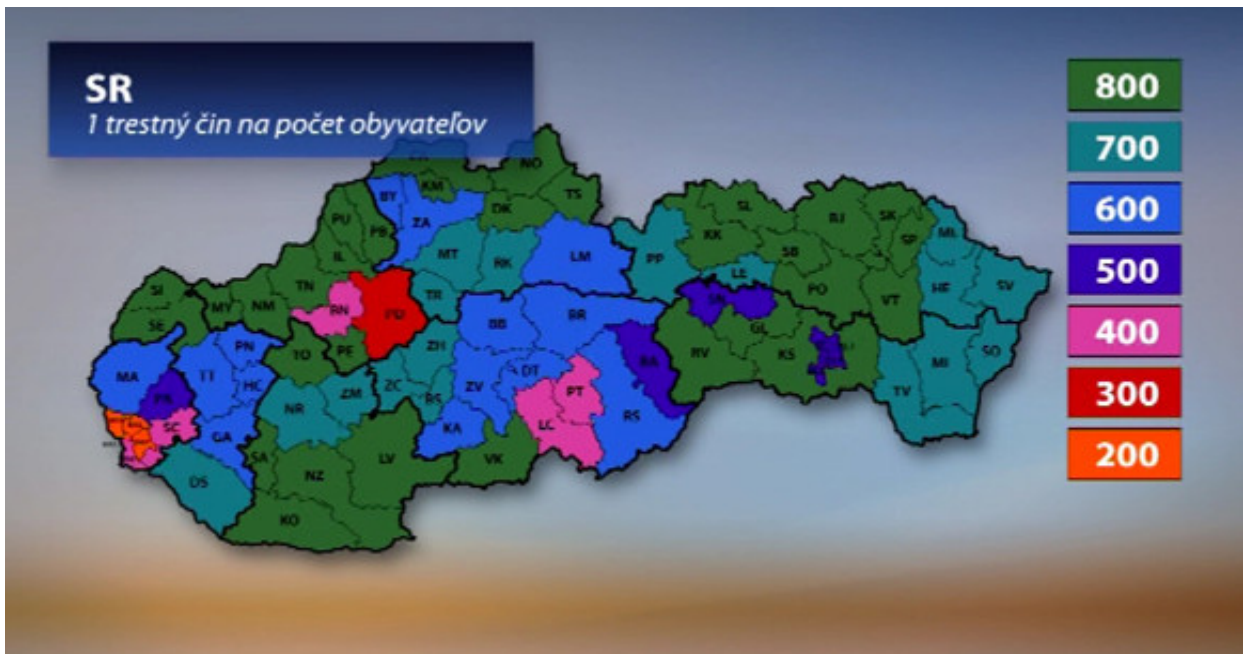 SR
1 trestný čin na počet obyvateľov
800
700
600
500
400
300
200
NO
KM
TS
BY
DK
ZA
PU
PB
IL
MT
RK
LM
TN
TR
SI
SE
MY
NM
BN
PD
PE
TO
PN
MA
TT
HC
PK
SC
GA
DS
NR
ZM
ZC
ZH
BS
SA
NZ
LV
KO
BB
BR
DT
ZV
KA
VK
LC
PT
RS
RA
PP
KK
SL
LE
SB
BJ
SK
SP
ML
PO
VT
HE
SV
SN
GL
RV
KS
TV
MI
SO